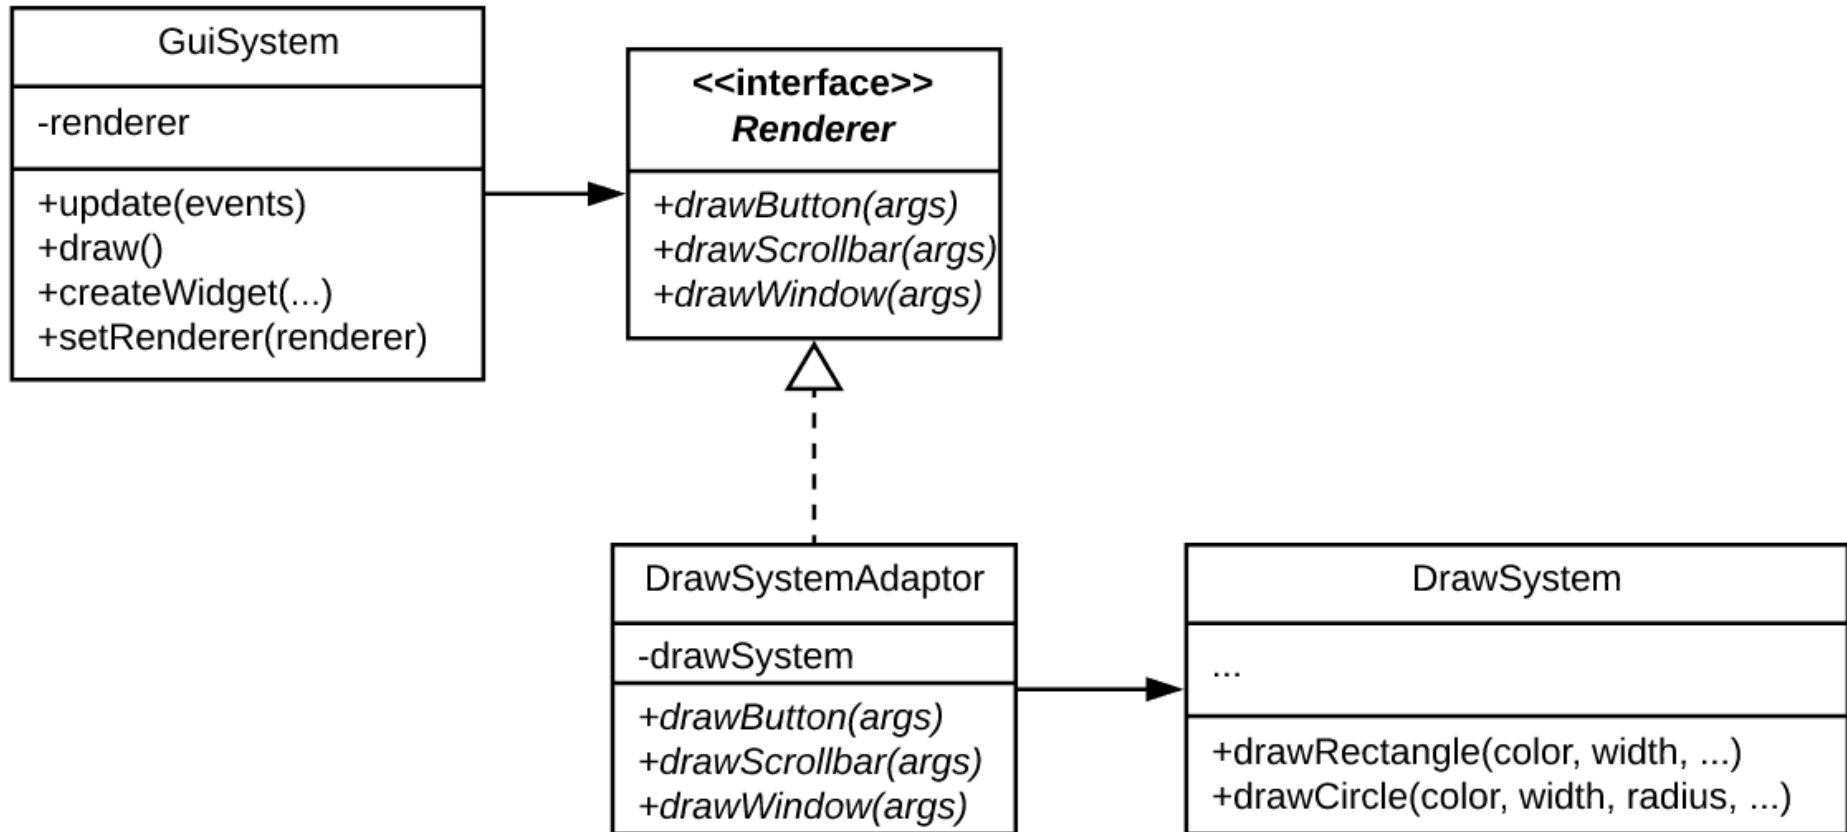 GuiSystem
-renderer
+update(events)
+draw()
+createWidget(...)
+setRenderer(renderer)
<<interface>>
Renderer
+drawButton(args)
+drawScrollbar(args)
+drawWindow(args)
DrawSystemAdaptor
-drawSystem
+drawButton(args)
+drawScrollbar(args)
+drawWindow(args)
DrawSystem
...
+drawRectangle(color, width, ...)
+drawCircle(color, width, radius, ...)